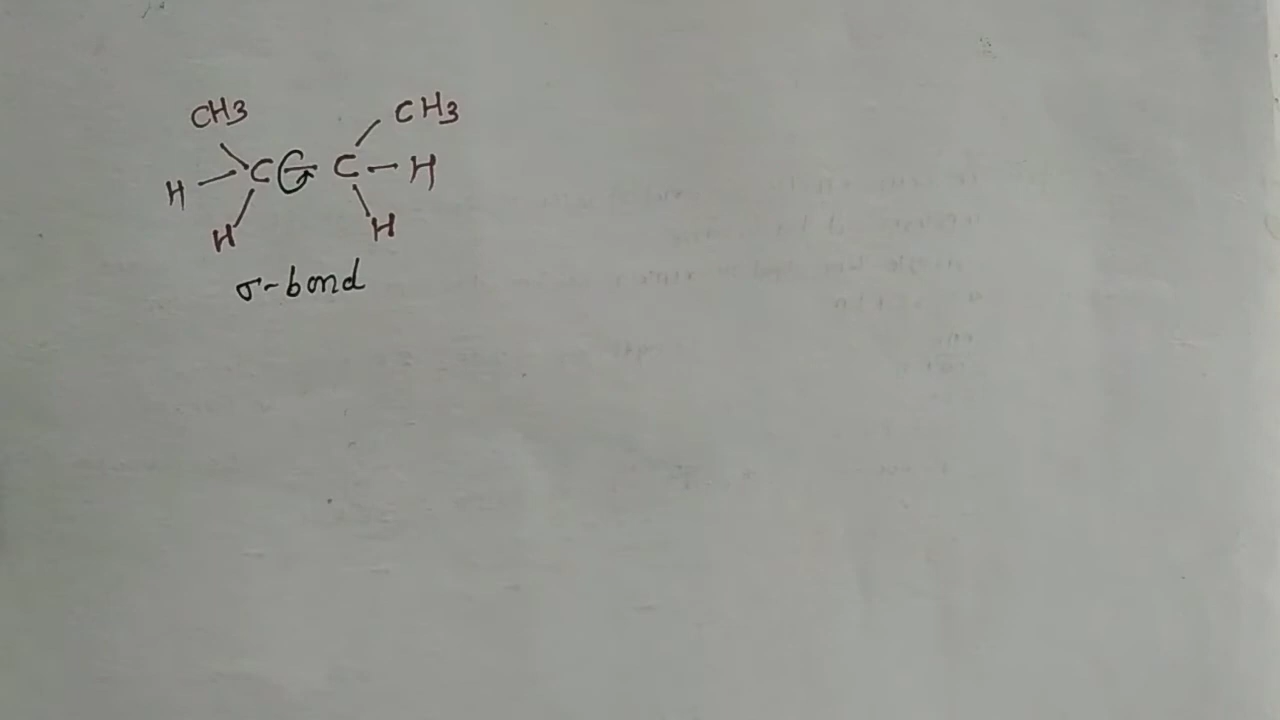 CH3 CH3
H C C H
H H
σ-bond